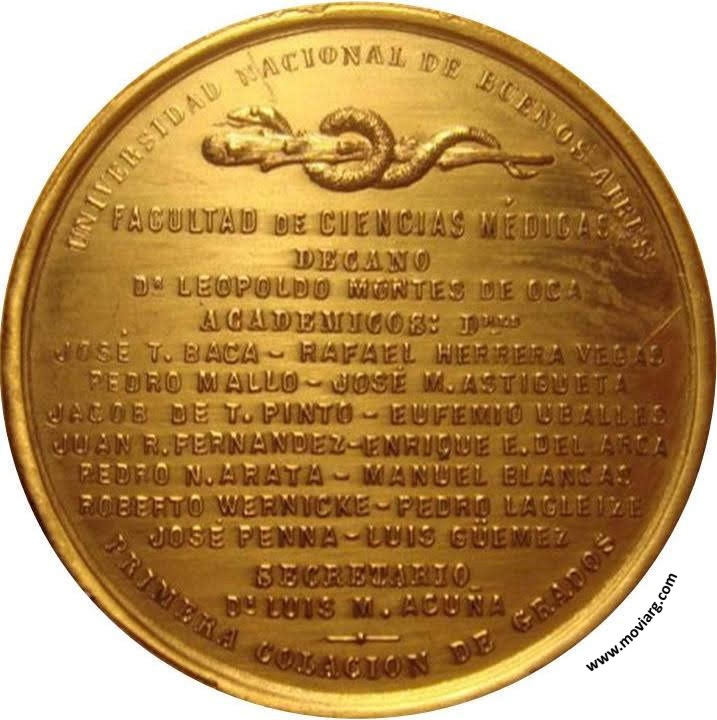 UNIVERSIDAD NACIONAL DE BUENOS AIRES
FACULTAD DE CIENCIAS MÉDICAS
DECANO
DR LEOPOLDO MONTES DE OCA
ACADEMICOS: DRES
JOSÉ T. BACA - RAFAEL HERRERA VEGAS
PEDRO MALLO - JOSÉ M. ASTIGUETA
JACOB DE T. PINTO - EUFEMIO UBALLES
JUAN R. FERNANDEZ - ENRIQUE E. DEL ARCA
PEDRO N. ARATA - MANUEL BLANCAS
ROBERTO WERNICKE - PEDRO LAGLEIZE
JOSÉ PENNA - LUIS GÜEMEZ
SECRETARIO
DR LUIS M. ACUÑA
PRIMERA COLACION DE GRADOS
www.moviarg.com